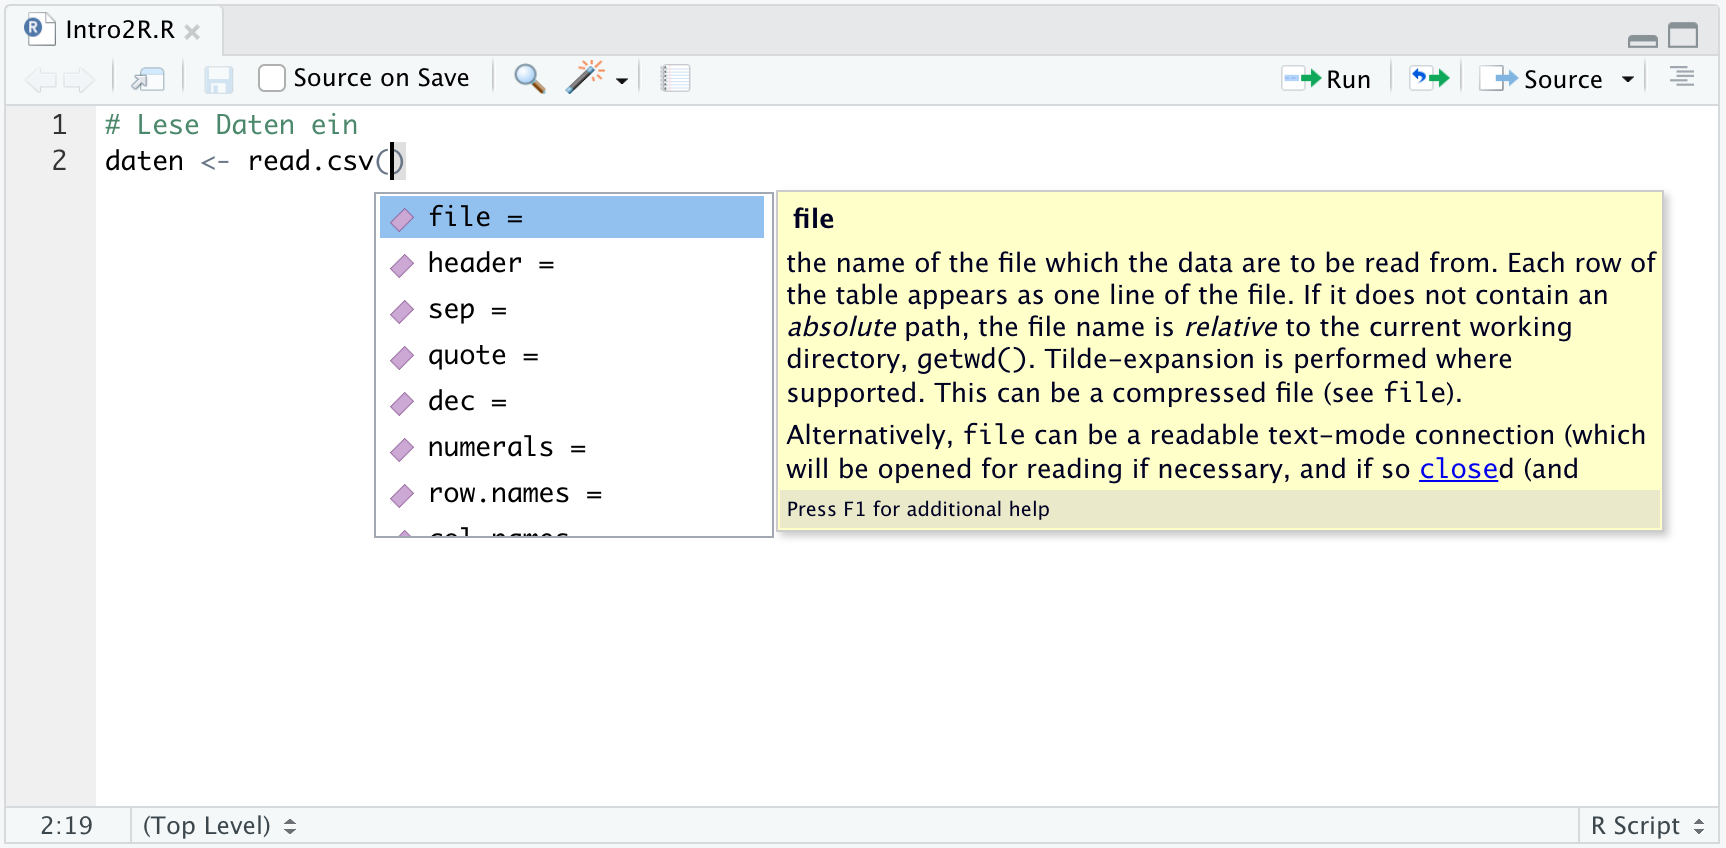 Intro2R.R
Source on Save
Run
Source
1 # Lese Daten ein
2 daten <- read.csv()
file =
header =
sep =
quote =
dec =
numerals =
row.names =
file
the name of the file which the data are to be read from. Each row of
the table appears as one line of the file. If it does not contain an
absolute path, the file name is relative to the current working
directory, getwd(). Tilde-expansion is performed where
supported. This can be a compressed file (see file).
Alternatively, file can be a readable text-mode connection (which
will be opened for reading if necessary, and if so closed (and
Press F1 for additional help
2:19
(Top Level)
R Script